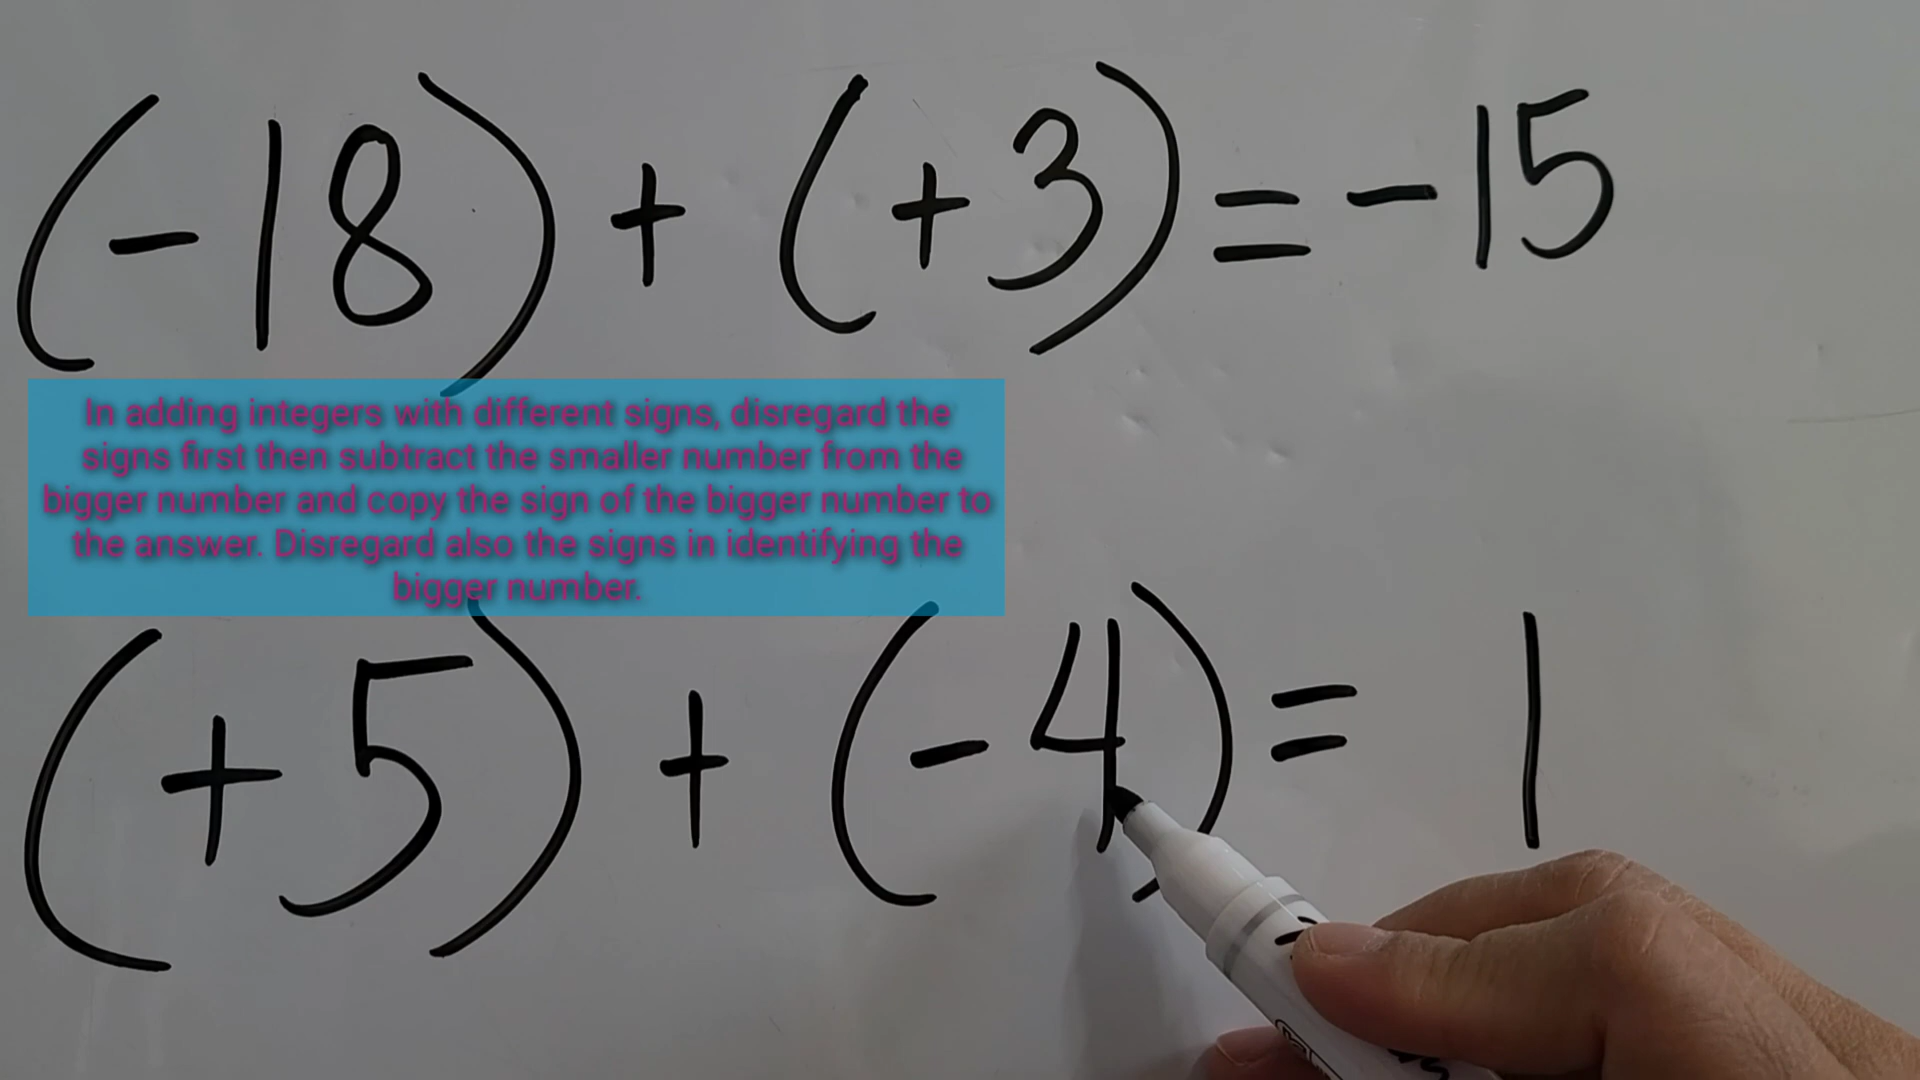 (-18) + (+3) = -15
In adding integers with different signs, disregard the
signs first then subtract the smaller number from the
bigger number and copy the sign of the bigger number to
the answer. Disregard also the signs in identifying the
bigger number.
(+5) + (-4) = 1